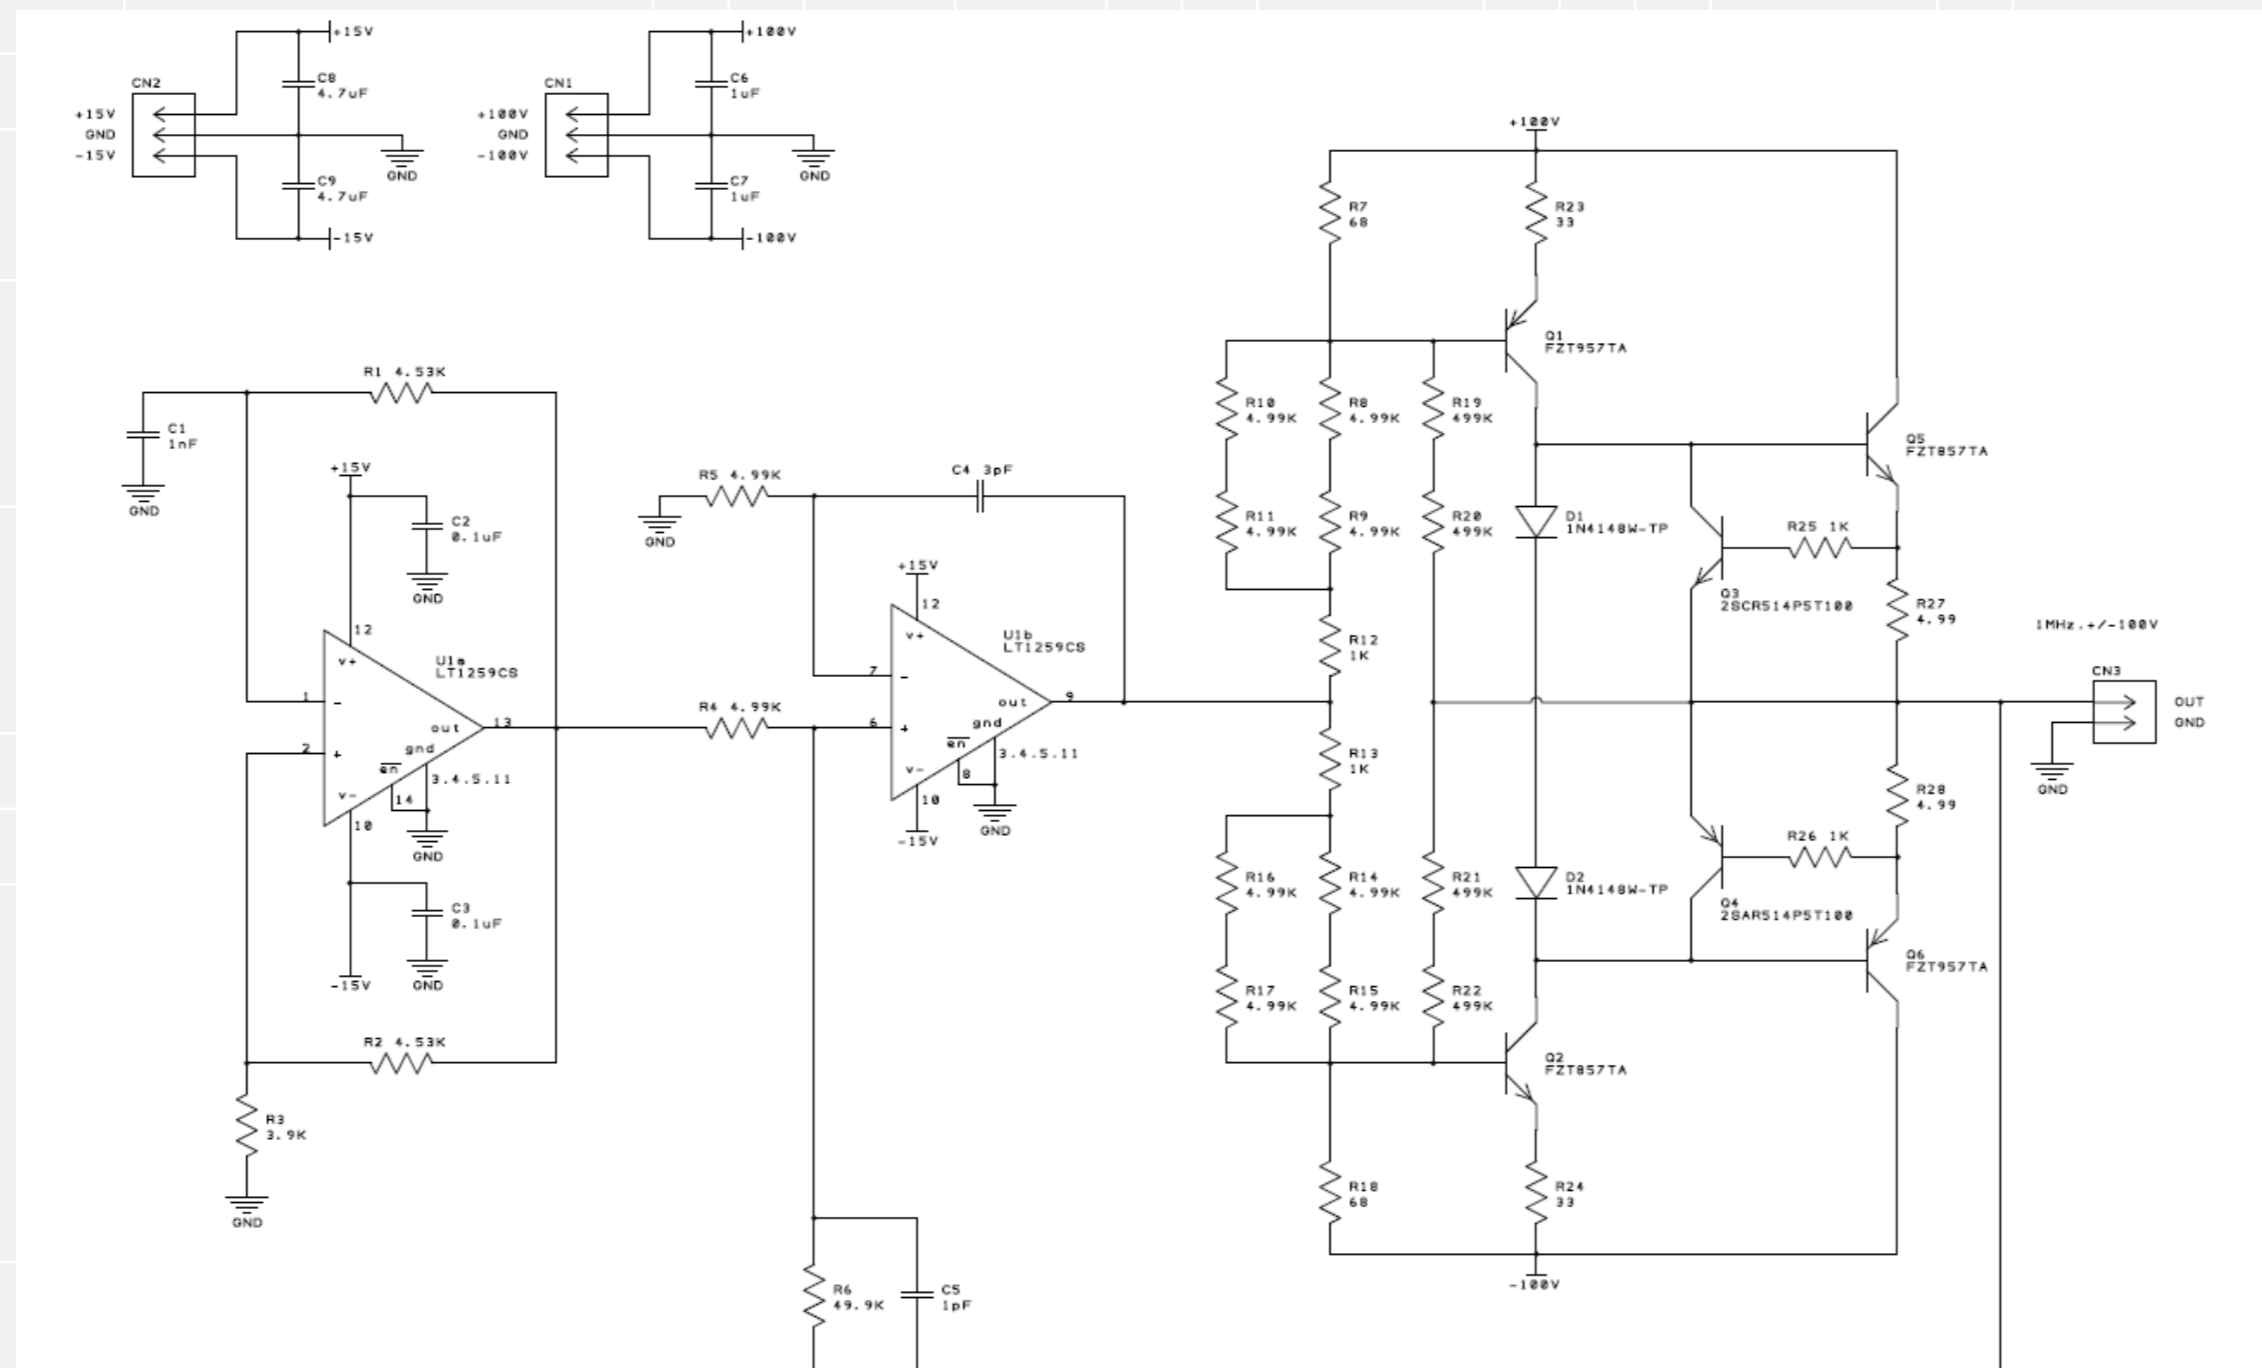 +15V
+100V
CN2
C8
4.7uF
CN1
C6
1uF
+15V
GND
-15V
+100V
GND
-100V
GND
GND
C9
4.7uF
C7
1uF
-15V
-100V
+100V
R7
68
R23
33
Q1
FZT957TA
R1 4.53K
C1
1nF
GND
+15V
C2
0.1uF
GND
R5 4.99K
GND
C4 3pF
R10
4.99K
R8
4.99K
R19
499K
Q5
FZT857TA
R11
4.99K
R9
4.99K
R20
499K
D1
1N4148W-TP
R25 1K
Q3
2SCR514P5T100
R27
4.99
+15V
12
v+
U1b
LT1259CS
7
-
6
+
out
9
gnd
en
3.4.5.11
8
v-
10
GND
-15V
12
v+
U1a
LT1259CS
1
-
2
+
out
13
gnd
en
3.4.5.11
14
v-
10
GND
R4 4.99K
R12
1K
R13
1K
1MHz.+/-100V
CN3
OUT
GND
GND
R28
4.99
R26 1K
Q4
2SAR514P5T100
Q6
FZT957TA
R16
4.99K
R14
4.99K
R21
499K
D2
1N4148W-TP
C3
0.1uF
-15V
GND
R17
4.99K
R15
4.99K
R22
499K
R2 4.53K
Q2
FZT857TA
R3
3.9K
GND
R18
68
R24
33
-100V
R6
49.9K
C5
1pF